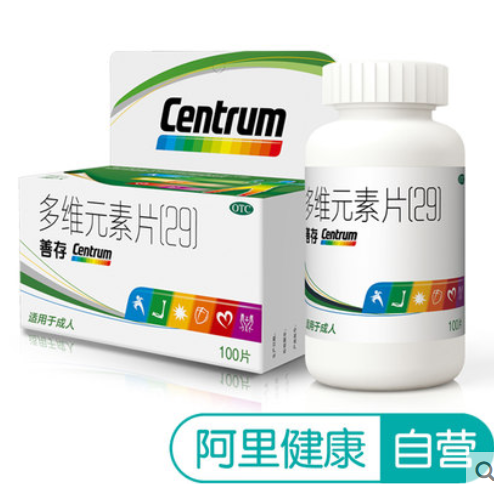 Centrum
多维元素片(29)
OTC
善存 Centrum
适用于成人
100片
多维元素片(29)
善存 Centrum
适用于成人
100片
阿里健康 自营